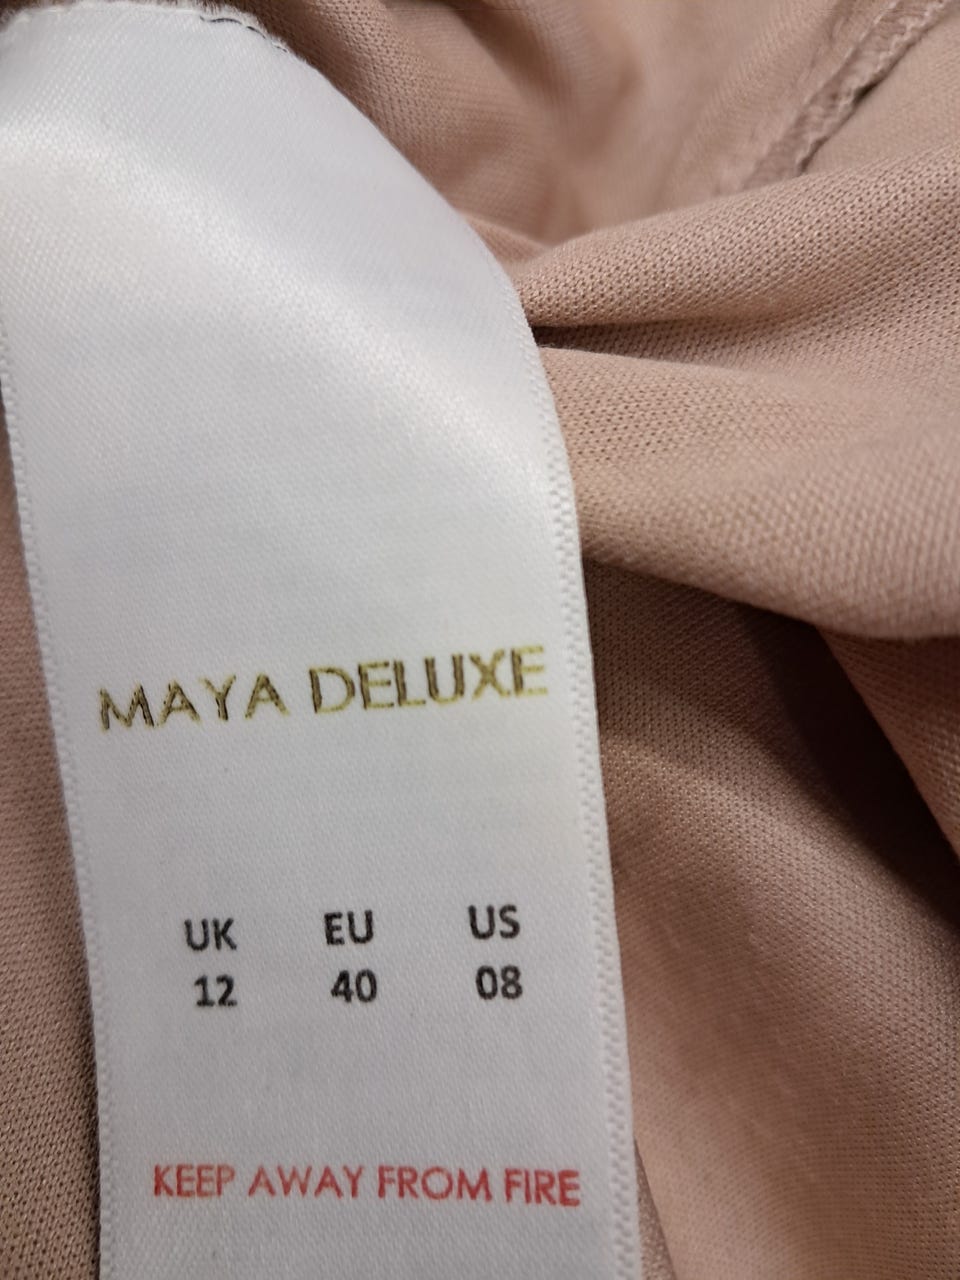 MAYA DELUXE
UK EU US
12 40 08
KEEP AWAY FROM FIRE